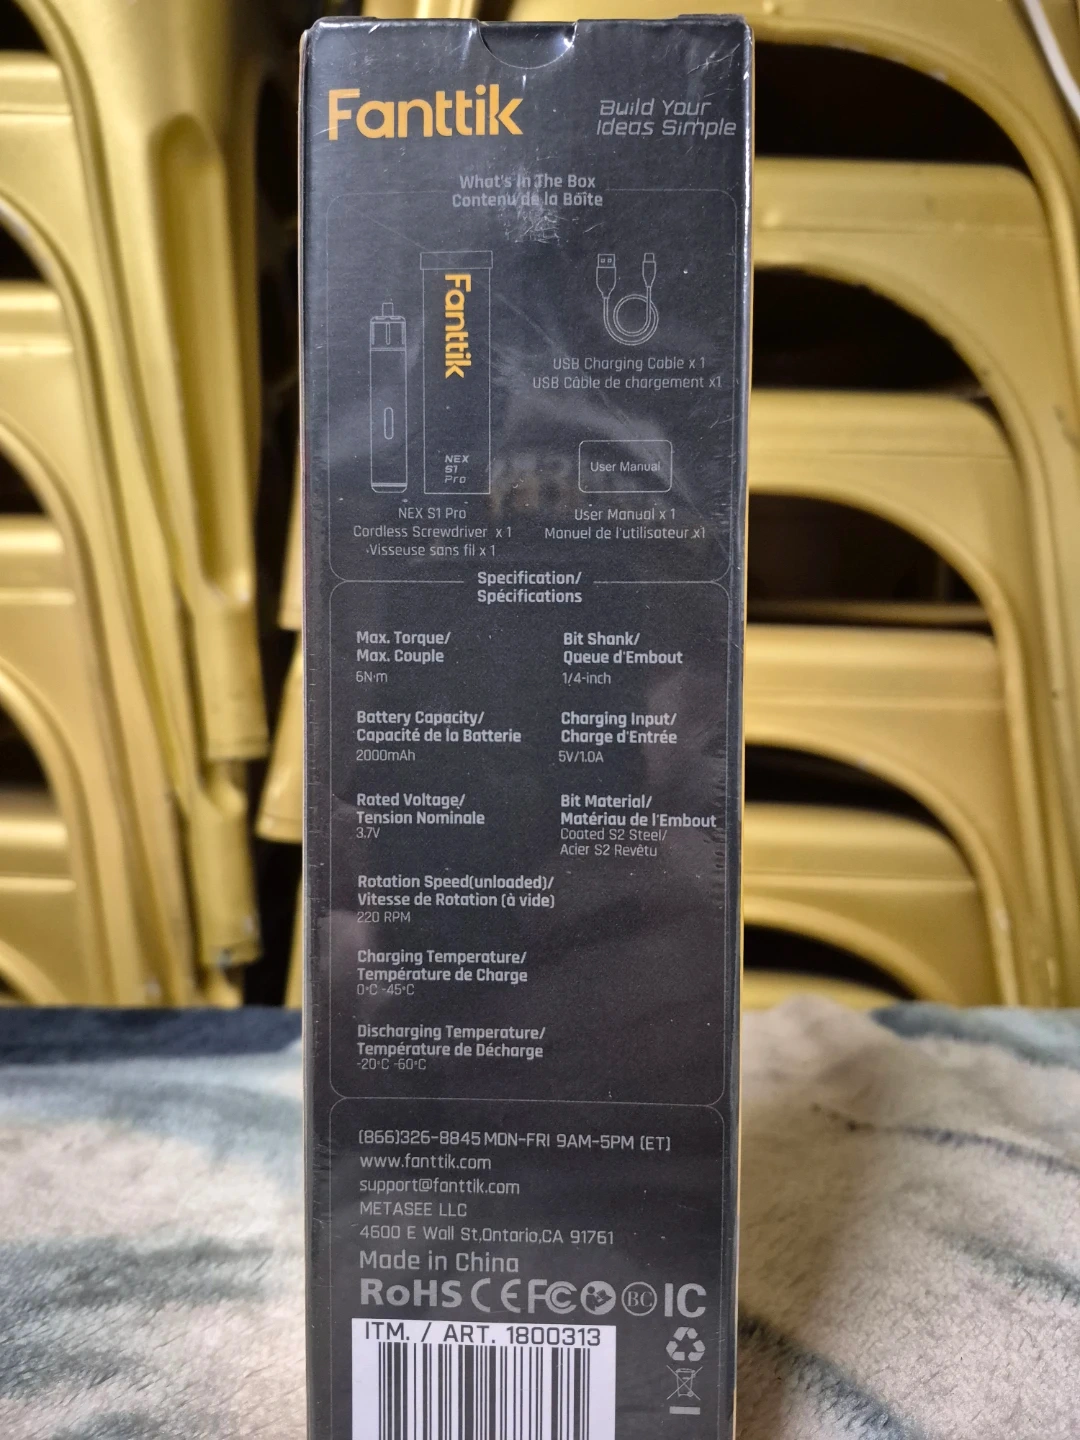 Fanttik
Build Your
Ideas Simple
What's In The Box
Contenu de la Boîte
Fanttik
NEX
S1
Pro
USB Charging Cable x 1
USB Câble de chargement x1
User Manual
NEX S1 Pro
Cordless Screwdriver x 1
Visseuse sans fil x 1
User Manual x 1
Manuel de l'utilisateur x1
Specification/
Spécifications
Max. Torque/
Max. Couple
6N·m
Bit Shank/
Queue d'Embout
1/4-inch
Battery Capacity/
Capacité de la Batterie
2000mAh
Charging Input/
Charge d'Entrée
5V/1.0A
Rated Voltage/
Tension Nominale
3.7V
Bit Material/
Matériau de l'Embout
Coated S2 Steel/
Acier S2 Revêtu
Rotation Speed(unloaded)/
Vitesse de Rotation (à vide)
220 RPM
Charging Temperature/
Température de Charge
0°C -45°C
Discharging Temperature/
Température de Décharge
-20°C -60°C
(866)326-8845 MON-FRI 9AM-5PM (ET)
www.fanttik.com
support@fanttik.com
METASEE LLC
4600 E Wall St,Ontario,CA 91761
Made in China
RoHS CE FC BC IC
ITM. / ART. 1800313